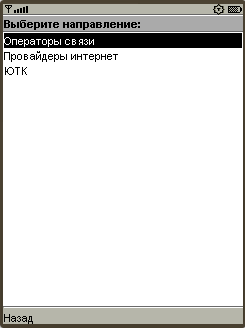 Выберите направление:
Операторы связи
Провайдеры интернет
ЮТК
Назад